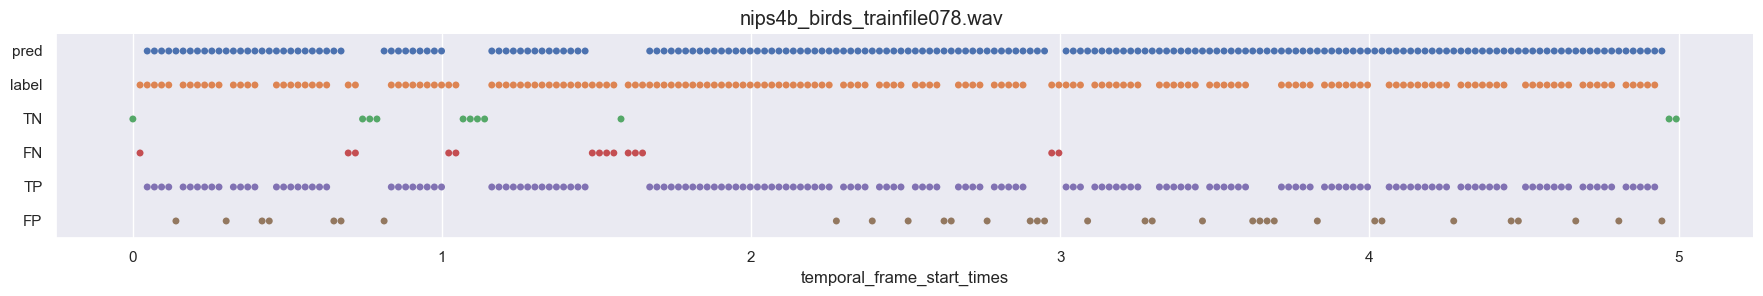 nips4b_birds_trainfile078.wav
pred
label
TN
FN
TP
FP
0 1 2 3 4 5
temporal_frame_start_times